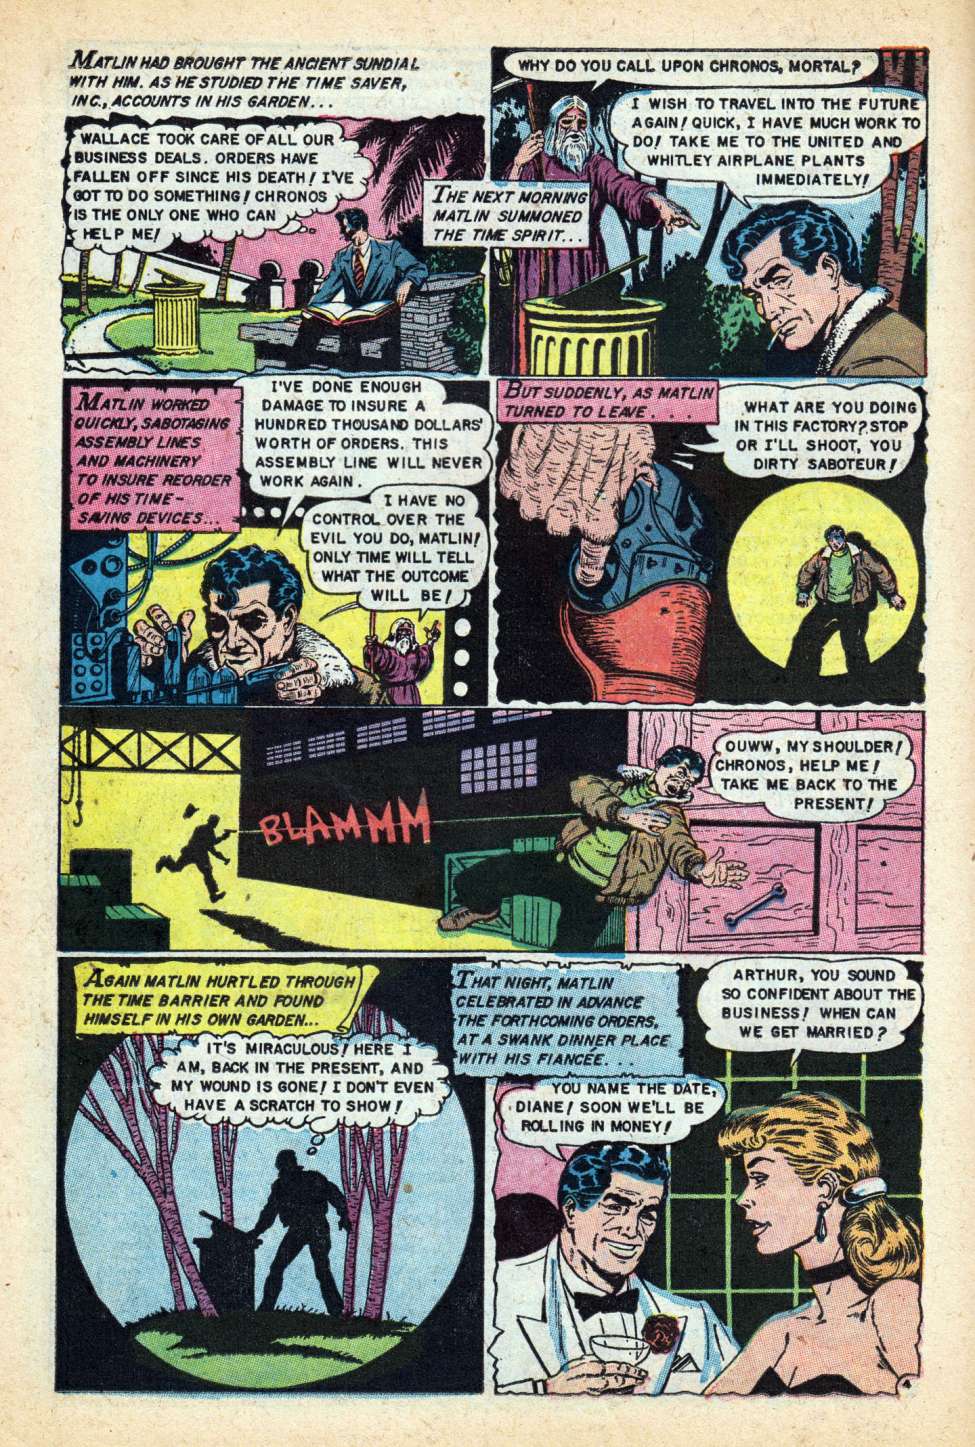 MATLIN HAD BROUGHT THE ANCIENT SUNDIAL
WITH HIM. AS HE STUDIED THE TIME SAVER,
INC., ACCOUNTS IN HIS GARDEN...
WALLACE TOOK CARE OF ALL OUR
BUSINESS DEALS. ORDERS HAVE
FALLEN OFF SINCE HIS DEATH! I'VE
GOT TO DO SOMETHING! CHRONOS
IS THE ONLY ONE WHO CAN
HELP ME!
THE NEXT MORNING
MATLIN SUMMONED
THE TIME SPIRIT...
WHY DO YOU CALL UPON CHRONOS, MORTAL?
I WISH TO TRAVEL INTO THE FUTURE
AGAIN! QUICK, I HAVE MUCH WORK TO
DO! TAKE ME TO THE UNITED AND
WHITLEY AIRPLANE PLANTS
IMMEDIATELY!
MATLIN WORKED
QUICKLY, SABOTAGING
ASSEMBLY LINES
AND MACHINERY
TO INSURE REORDER
OF HIS TIME-
SAVING DEVICES...
I'VE DONE ENOUGH
DAMAGE TO INSURE A
HUNDRED THOUSAND DOLLARS'
WORTH OF ORDERS. THIS
ASSEMBLY LINE WILL NEVER
WORK AGAIN.
I HAVE NO
CONTROL OVER THE
EVIL YOU DO, MATLIN!
ONLY TIME WILL TELL
WHAT THE OUTCOME
WILL BE!
BUT SUDDENLY, AS MATLIN
TURNED TO LEAVE....
WHAT ARE YOU DOING
IN THIS FACTORY? STOP
OR I'LL SHOOT, YOU
DIRTY SABOTEUR!
BLAMMM
OUWW, MY SHOULDER!
CHRONOS, HELP ME!
TAKE ME BACK TO THE
PRESENT!
AGAIN MATLIN HURTLED THROUGH
THE TIME BARRIER AND FOUND
HIMSELF IN HIS OWN GARDEN...
IT'S MIRACULOUS! HERE I
AM, BACK IN THE PRESENT, AND
MY WOUND IS GONE! I DON'T EVEN
HAVE A SCRATCH TO SHOW!
THAT NIGHT, MATLIN
CELEBRATED IN ADVANCE
THE FORTHCOMING ORDERS,
AT A SWANK DINNER PLACE
WITH HIS FIANCÉE...
ARTHUR, YOU SOUND
SO CONFIDENT ABOUT THE
BUSINESS! WHEN CAN
WE GET MARRIED?
YOU NAME THE DATE,
DIANE! SOON WE'LL BE
ROLLING IN MONEY!
4